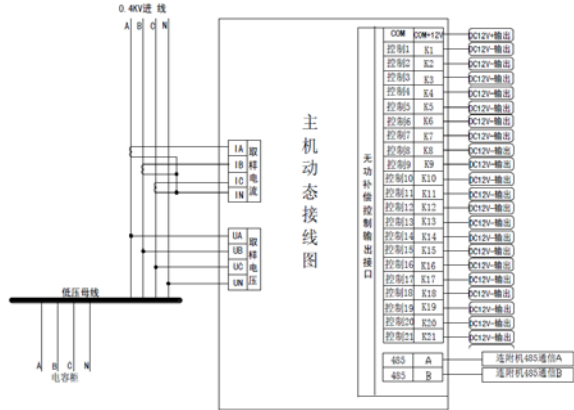 0.4KV进 线
A B C N
IA
IB
IC
IN
取样电流
UA
UB
UC
UN
取样电压
低压母线
A B C N
电容柜
主机动态接线图
无功补偿控制输出接口
COM COM+12V DC12V+输出
控制1 K1 DC12V-输出
控制2 K2 DC12V-输出
控制3 K3 DC12V-输出
控制4 K4 DC12V-输出
控制5 K5 DC12V-输出
控制6 K6 DC12V-输出
控制7 K7 DC12V-输出
控制8 K8 DC12V-输出
控制9 K9 DC12V-输出
控制10 K10 DC12V-输出
控制11 K11 DC12V-输出
控制12 K12 DC12V-输出
控制13 K13 DC12V-输出
控制14 K14 DC12V-输出
控制15 K15 DC12V-输出
控制16 K16 DC12V-输出
控制17 K17 DC12V-输出
控制18 K18 DC12V-输出
控制19 K19 DC12V-输出
控制20 K20 DC12V-输出
控制21 K21 DC12V-输出
485 A 连附机485通信A
485 B 连附机485通信B